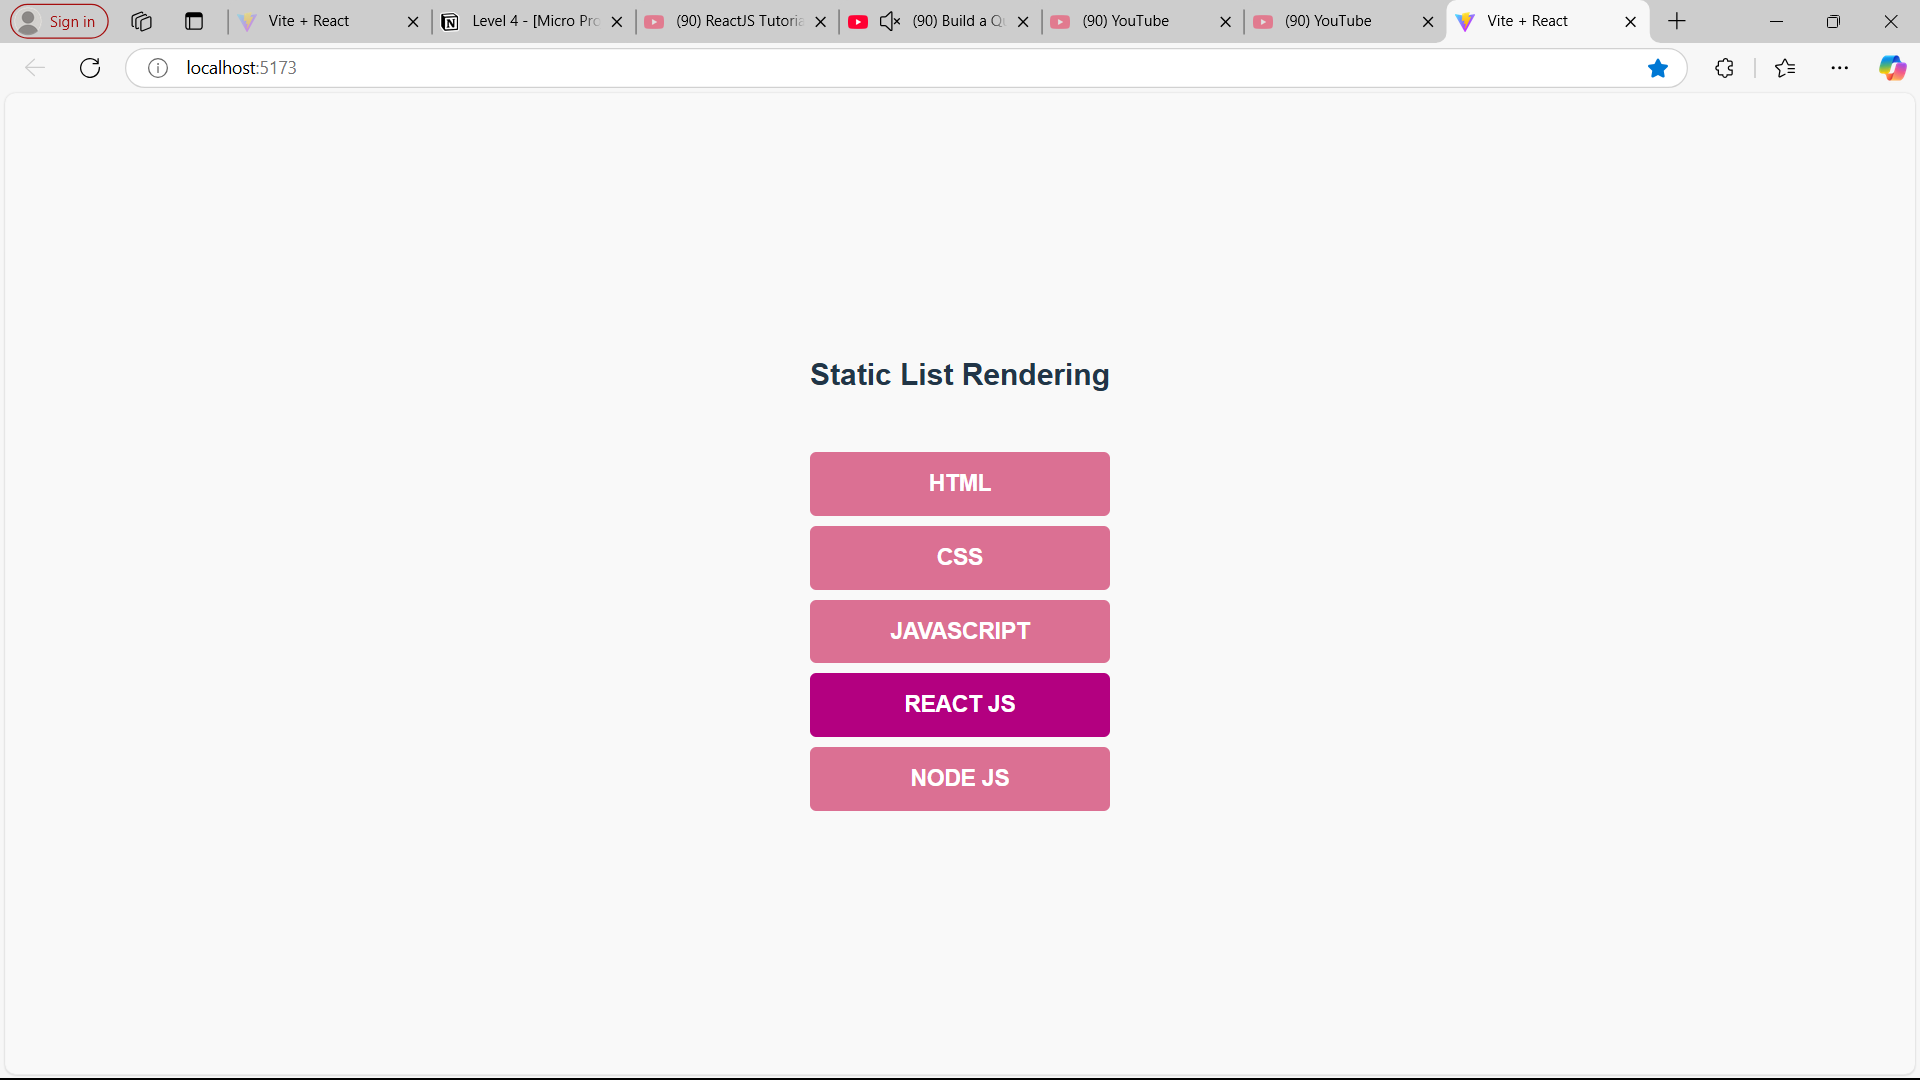 Sign in
Vite + React
Level 4 - [Micro Pro
(90) ReactJS Tutoria
(90) Build a Qu
(90) YouTube
(90) YouTube
Vite + React
localhost:5173
Static List Rendering
HTML
CSS
JAVASCRIPT
REACT JS
NODE JS